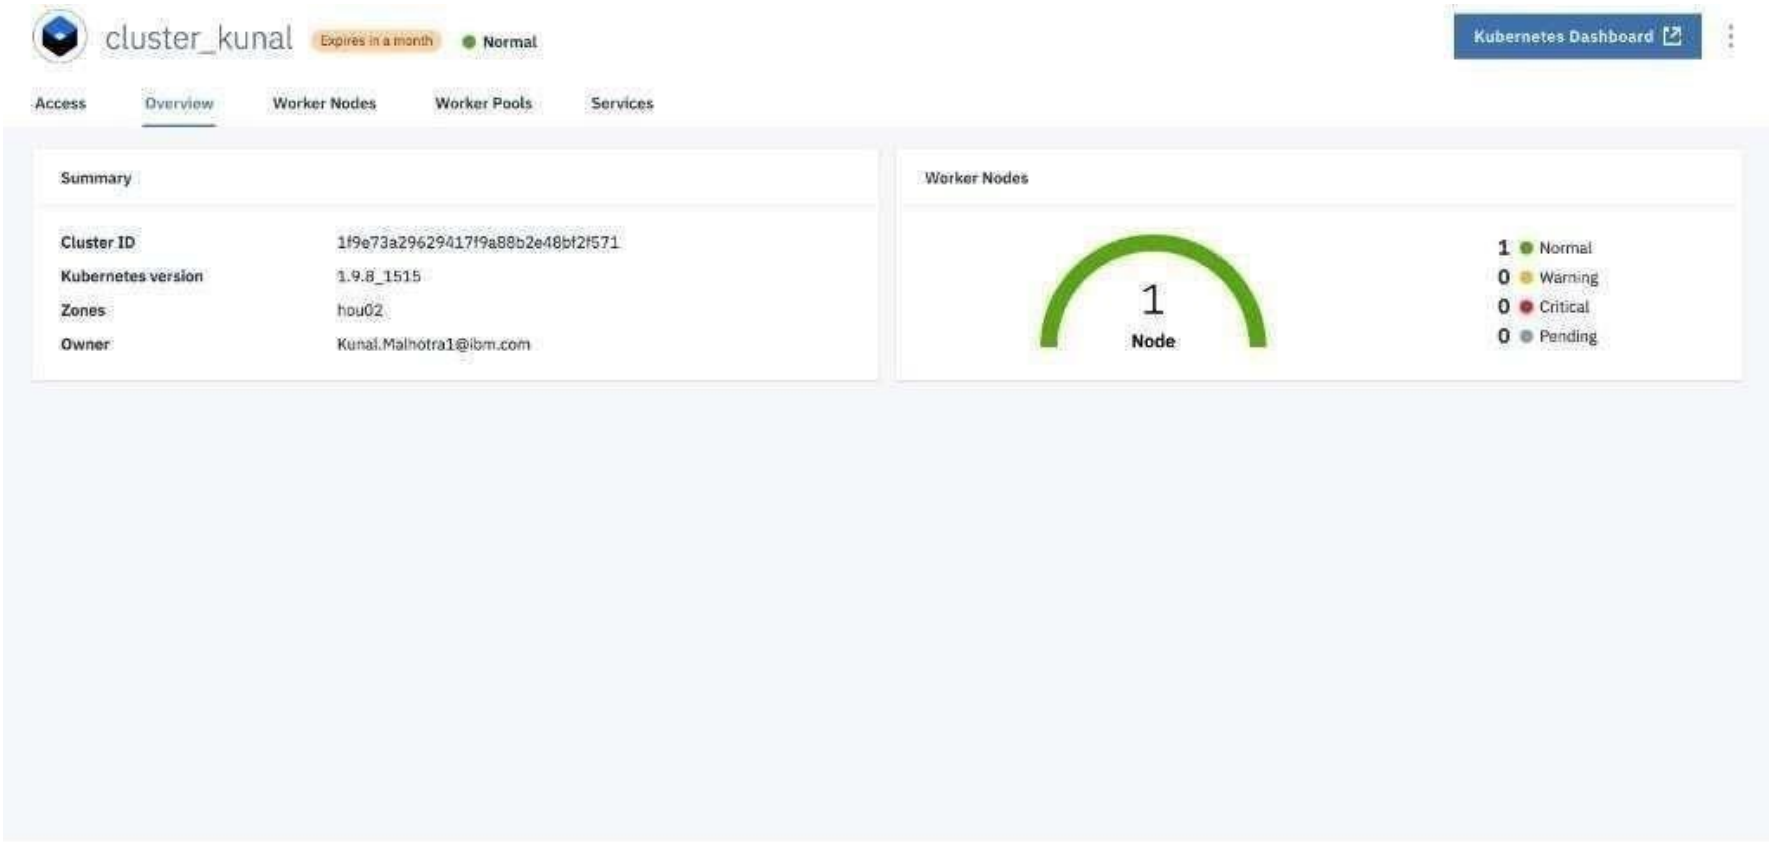 cluster_kunal Expires in a month Normal Kubernetes Dashboard
Access Overview Worker Nodes Worker Pools Services
Summary
Cluster ID 1f9e73a29629417f9a88b2e48bf2f571
Kubernetes version 1.9.8_1515
Zones hou02
Owner Kunal.Malhotra1@ibm.com
Worker Nodes
1
Node
1 Normal
0 Warning
0 Critical
0 Pending